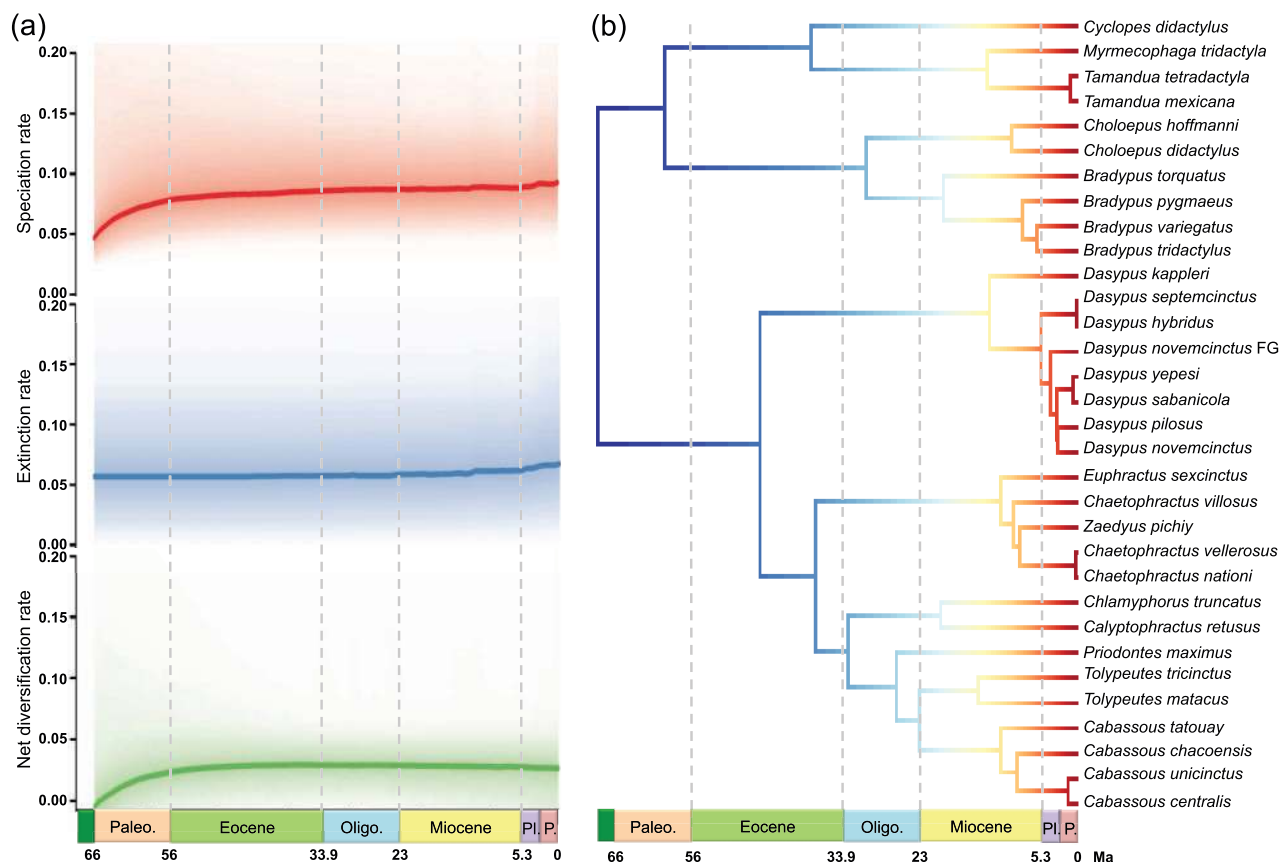 (a)
Speciation rate
0.20
0.15
0.10
0.05
0.00
Extinction rate
0.20
0.15
0.10
0.05
0.00
Net diversification rate
0.20
0.15
0.10
0.05
0.00
Paleo.
Eocene
Oligo.
Miocene
Pl.
P.
66
56
33.9
23
5.3
0
(b)
Cyclopes didactylus
Myrmecophaga tridactyla
Tamandua tetradactyla
Tamandua mexicana
Choloepus hoffmanni
Choloepus didactylus
Bradypus torquatus
Bradypus pygmaeus
Bradypus variegatus
Bradypus tridactylus
Dasypus kappleri
Dasypus septemcinctus
Dasypus hybridus
Dasypus novemcinctus FG
Dasypus yepesi
Dasypus sabanicola
Dasypus pilosus
Dasypus novemcinctus
Euphractus sexcinctus
Chaetophractus villosus
Zaedyus pichiy
Chaetophractus vellerosus
Chaetophractus nationi
Chlamyphorus truncatus
Calyptophractus retusus
Priodontes maximus
Tolypeutes tricinctus
Tolypeutes matacus
Cabassous tatouay
Cabassous chacoensis
Cabassous unicinctus
Cabassous centralis
Paleo.
Eocene
Oligo.
Miocene
Pl.
P.
66
56
33.9
23
5.3
0
Ma